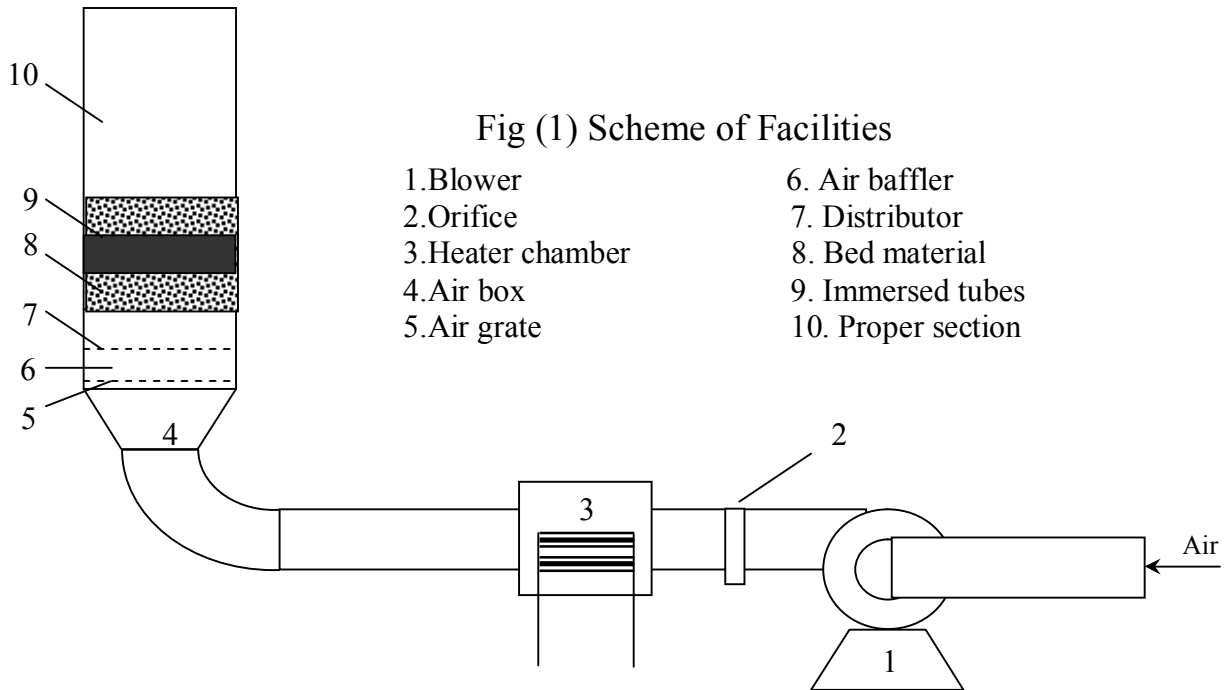 Fig (1) Scheme of Facilities
1.Blower
2.Orifice
3.Heater chamber
4.Air box
5.Air grate
6. Air baffler
7. Distributor
8. Bed material
9. Immersed tubes
10. Proper section
10
9
8
7
6
5
4
3
2
Air
1